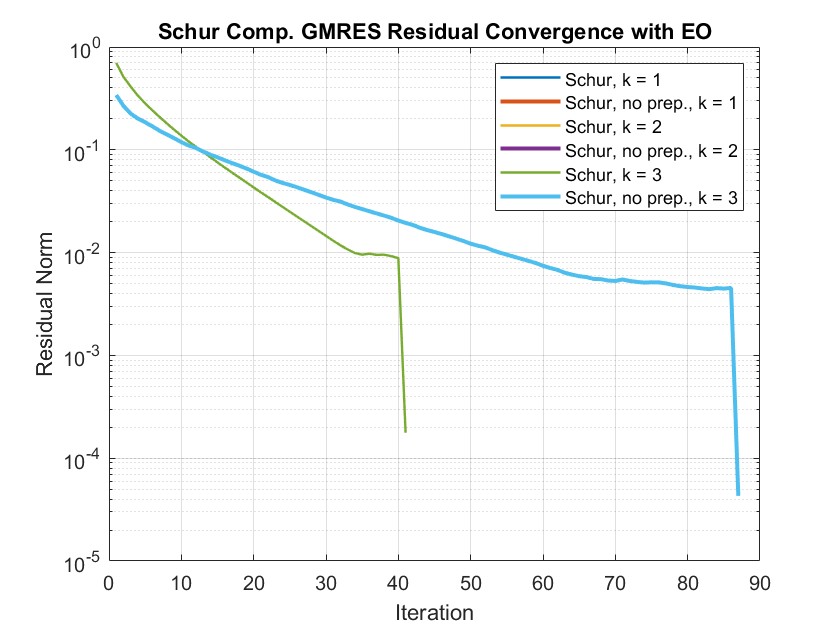 Schur Comp. GMRES Residual Convergence with EO
10^0
10^-1
10^-2
10^-3
10^-4
10^-5
Residual Norm
Schur, k = 1
Schur, no prep., k = 1
Schur, k = 2
Schur, no prep., k = 2
Schur, k = 3
Schur, no prep., k = 3
0 10 20 30 40 50 60 70 80 90
Iteration